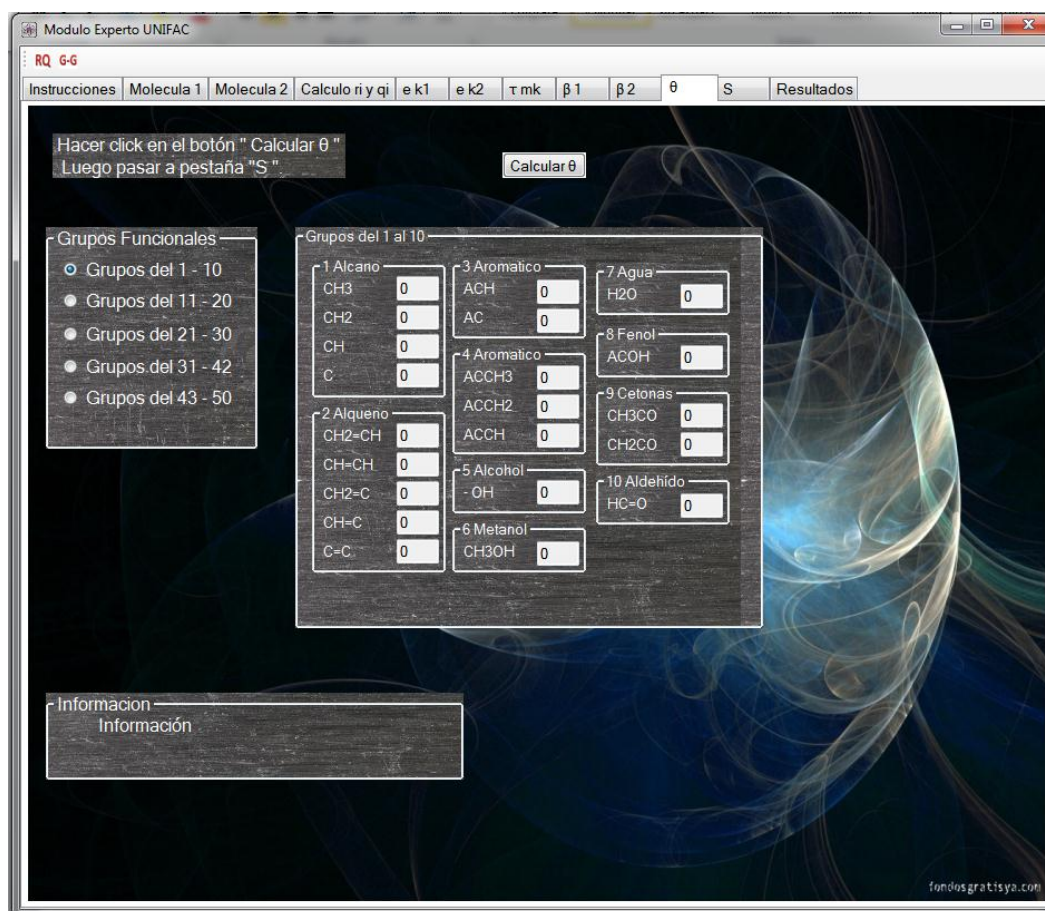 Modulo Experto UNIFAC
RQ G-G
Instrucciones Molecula 1 Molecula 2 Calculo ri y qi e k1 e k2 τ mk β 1 β 2 θ S Resultados
Hacer click en el botón " Calcular θ "
Luego pasar a pestaña "S ".
Calcular θ
Grupos Funcionales
Grupos del 1 - 10
Grupos del 11 - 20
Grupos del 21 - 30
Grupos del 31 - 42
Grupos del 43 - 50
Grupos del 1 al 10
1 Alcano
CH3 0
CH2 0
CH 0
C 0
2 Alqueno
CH2=CH 0
CH=CH 0
CH2=C 0
CH=C 0
C=C 0
3 Aromatico
ACH 0
AC 0
4 Aromatico
ACCH3 0
ACCH2 0
ACCH 0
5 Alcohol
- OH 0
6 Metanol
CH3OH 0
7 Agua
H2O 0
8 Fenol
ACOH 0
9 Cetonas
CH3CO 0
CH2CO 0
10 Aldehído
HC=O 0
Informacion
Información
fondosgratisya.com